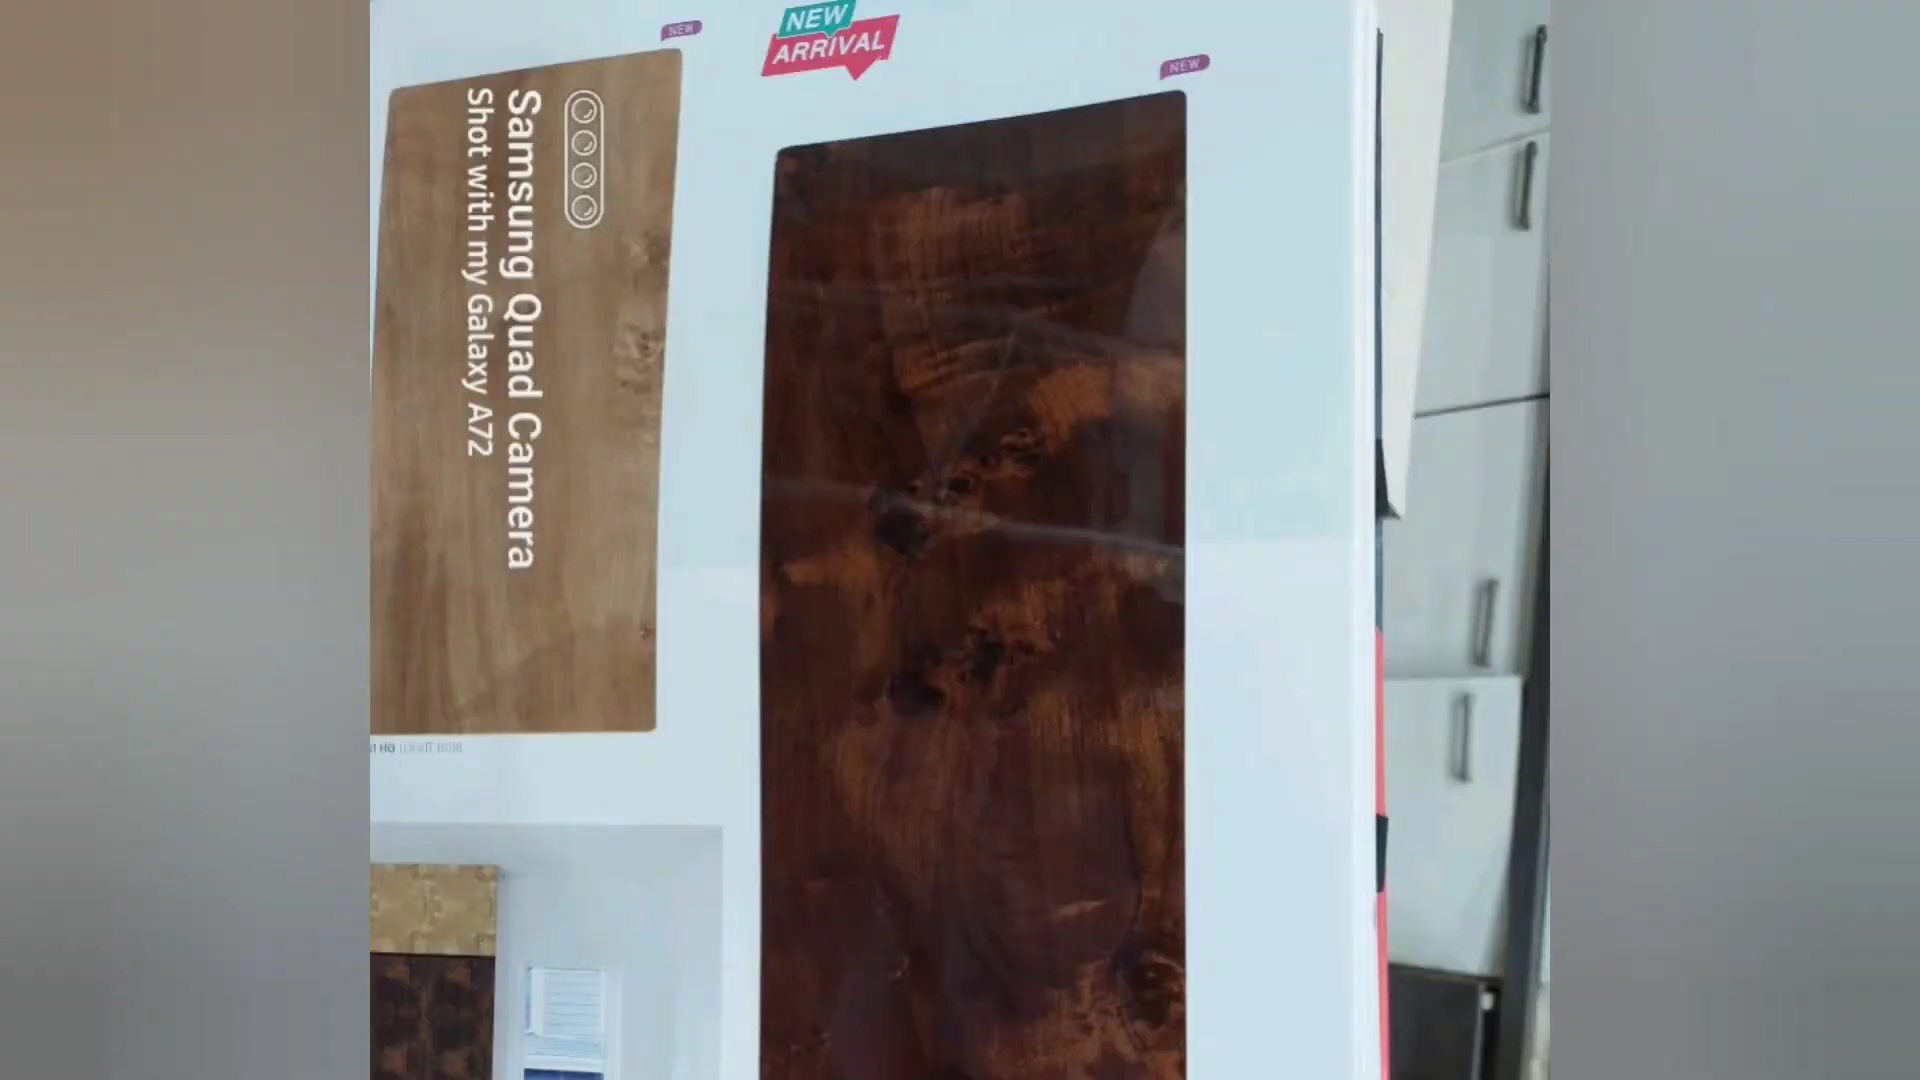 NEW
NEW
ARRIVAL
NEW
Samsung Quad Camera
Shot with my Galaxy A72